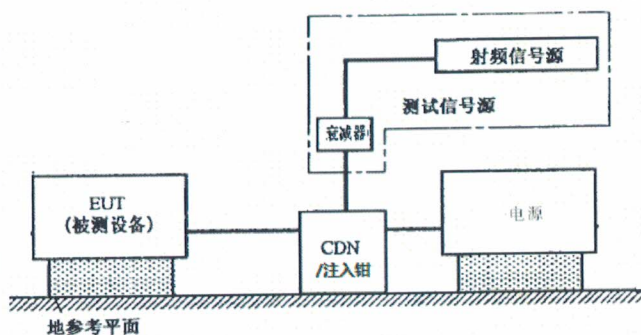 射频信号源
测试信号源
衰减器
EUT
(被测设备)
CDN
/注入钳
电源
地参考平面